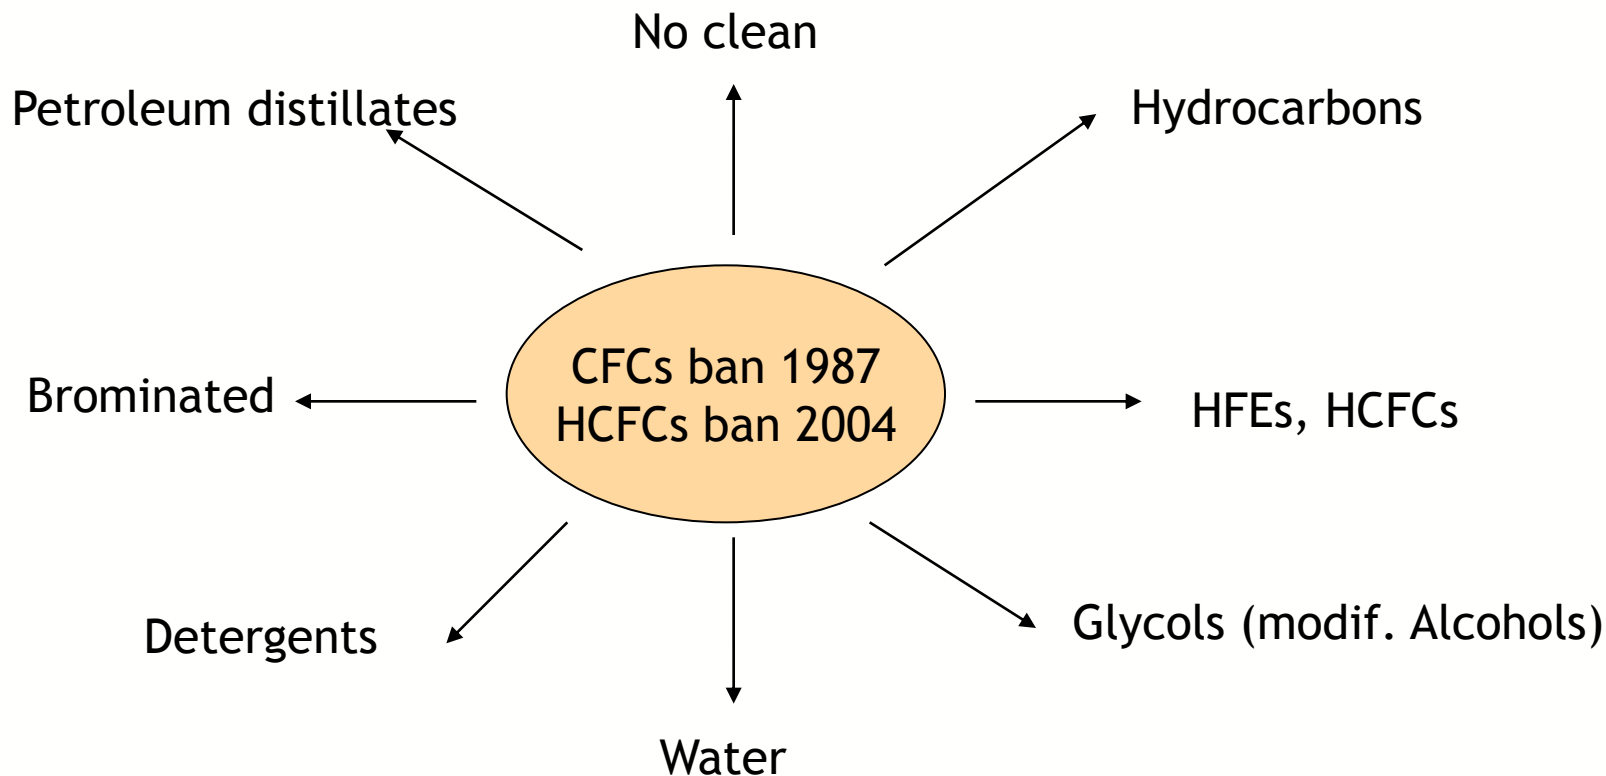 No clean
Petroleum distillates
Hydrocarbons
CFCs ban 1987
HCFCs ban 2004
Brominated
HFEs, HCFCs
Detergents
Glycols (modif. Alcohols)
Water